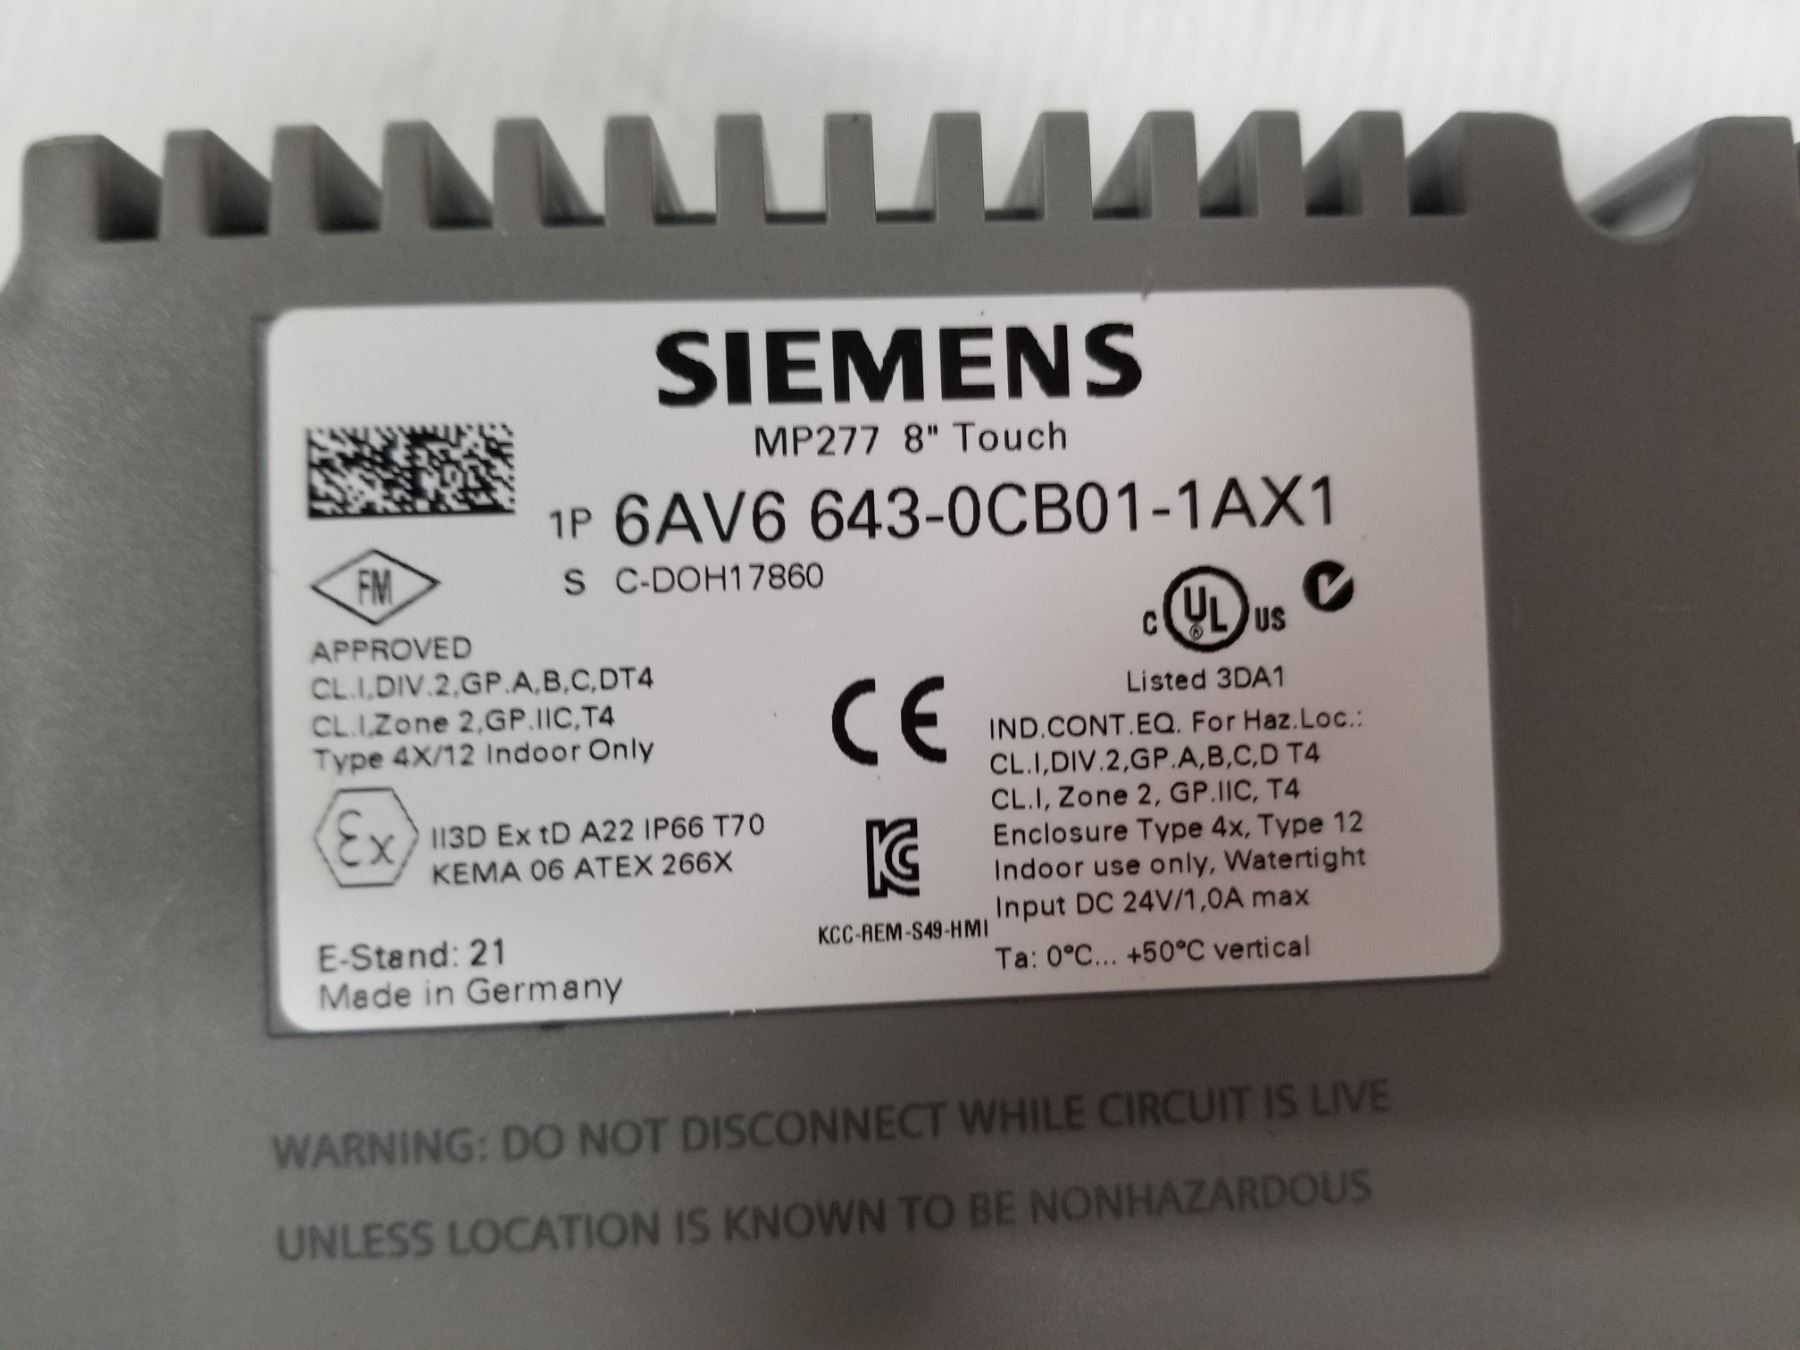 SIEMENS
MP277 8" Touch
1P 6AV6 643-0CB01-1AX1
S C-DOH17860
FM
APPROVED
CL.I,DIV.2,GP.A,B,C,DT4
CL.I,Zone 2,GP.IIC,T4
Type 4X/12 Indoor Only
Ex II3D Ex tD A22 IP66 T70
KEMA 06 ATEX 266X
E-Stand: 21
Made in Germany
CE
KC
KCC-REM-S49-HMI
C UL® US
Listed 3DA1
IND.CONT.EQ. For Haz.Loc.:
CL.I,DIV.2,GP.A,B,C,D T4
CL.I, Zone 2, GP.IIC, T4
Enclosure Type 4x, Type 12
Indoor use only, Watertight
Input DC 24V/1,0A max
Ta: 0°C... +50°C vertical
WARNING: DO NOT DISCONNECT WHILE CIRCUIT IS LIVE
UNLESS LOCATION IS KNOWN TO BE NONHAZARDOUS